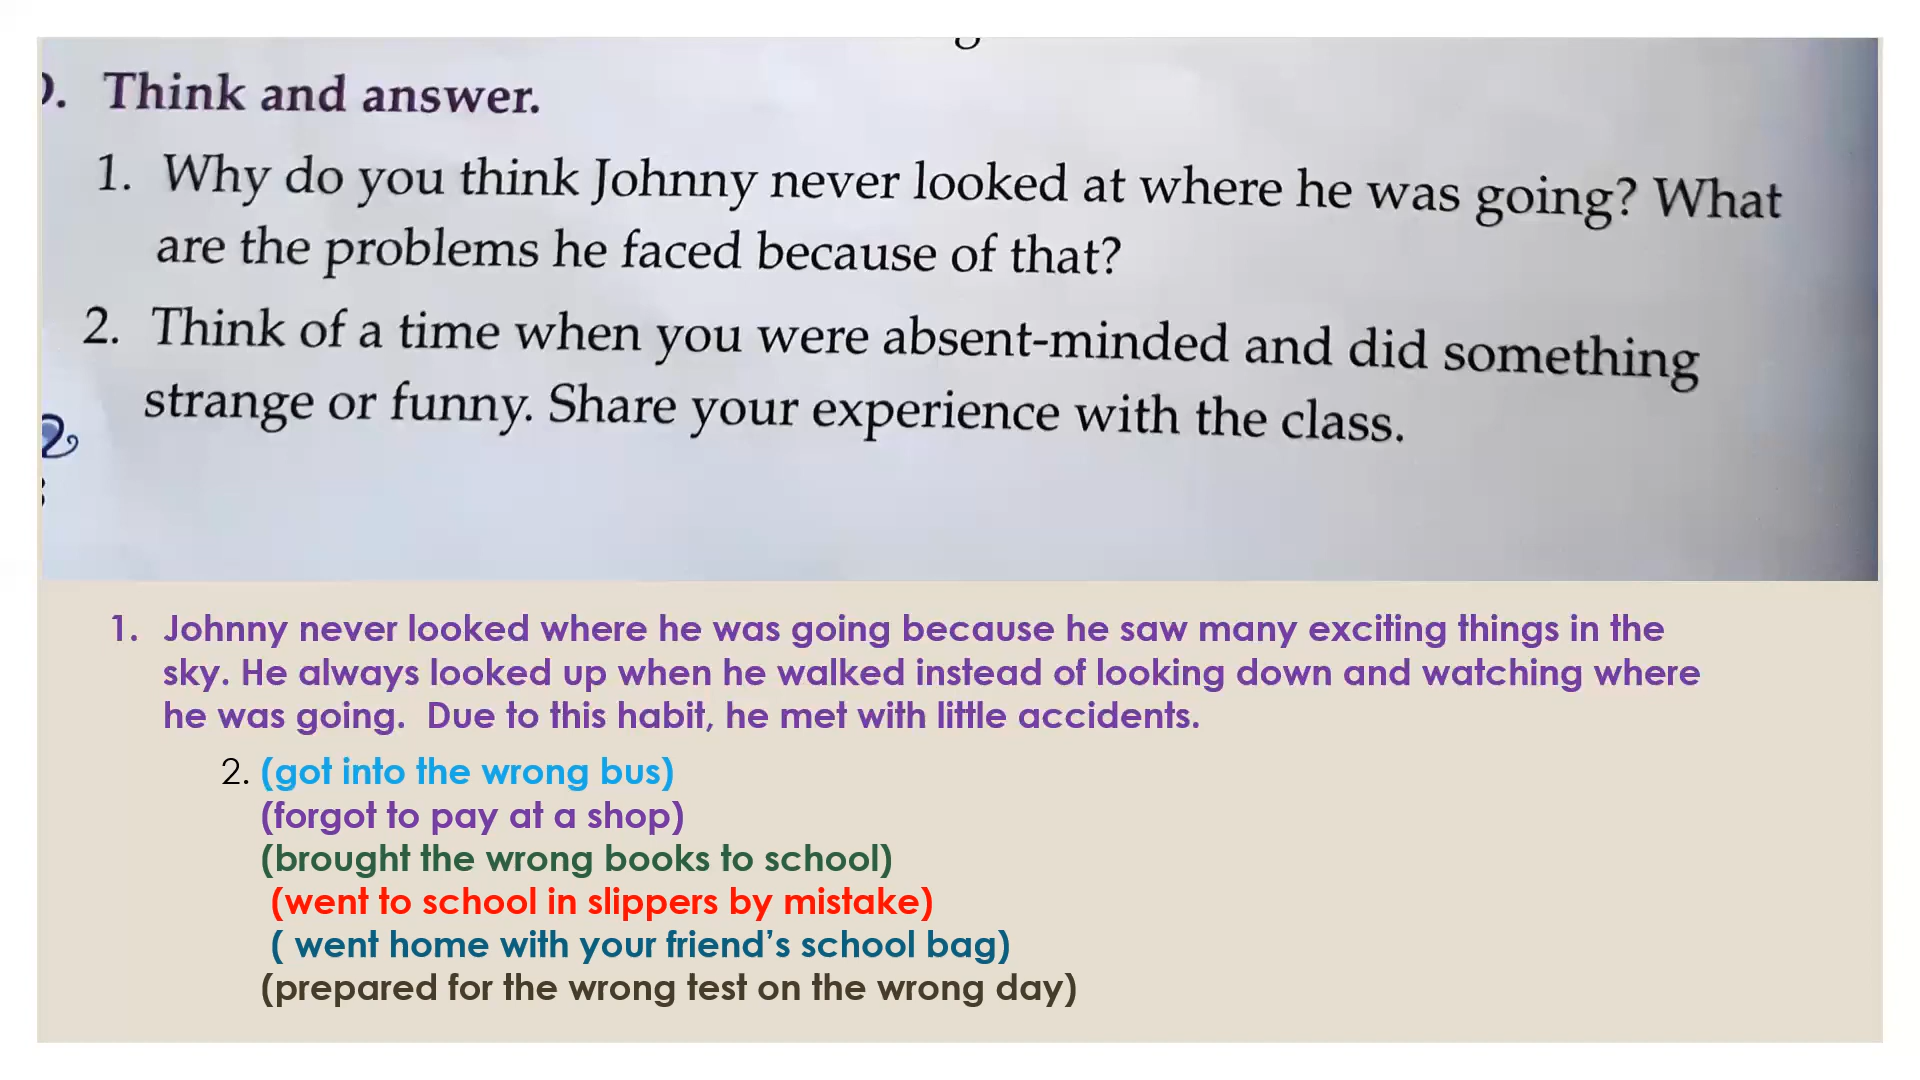 D. Think and answer.
1. Why do you think Johnny never looked at where he was going? What
are the problems he faced because of that?
2. Think of a time when you were absent-minded and did something
strange or funny. Share your experience with the class.
1. Johnny never looked where he was going because he saw many exciting things in the
sky. He always looked up when he walked instead of looking down and watching where
he was going. Due to this habit, he met with little accidents.
2. (got into the wrong bus)
(forgot to pay at a shop)
(brought the wrong books to school)
(went to school in slippers by mistake)
( went home with your friend’s school bag)
(prepared for the wrong test on the wrong day)